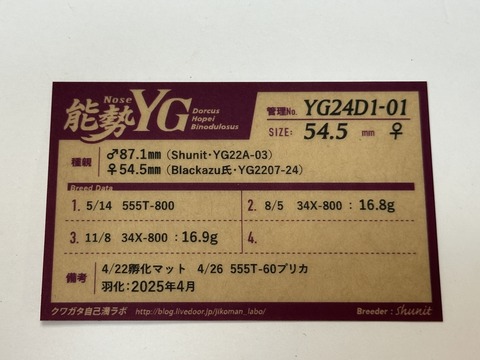 能勢YG
Nose
Dorcus
Hopei
Binodulosus
管理No. YG24D1-01
SIZE: 54.5 mm ♀
種親
♂87.1mm (Shunit・YG22A-03)
♀54.5mm (Blackazu氏・YG2207-24)
Breed Data
1. 5/14 555T-800
2. 8/5 34X-800 : 16.8g
3. 11/8 34X-800 : 16.9g
4.
備考
4/22孵化マット 4/26 555T-60プリカ
羽化: 2025年4月
クワガタ自己満ラボ http://blog.livedoor.jp/jikoman_labo/
Breeder : Shunit